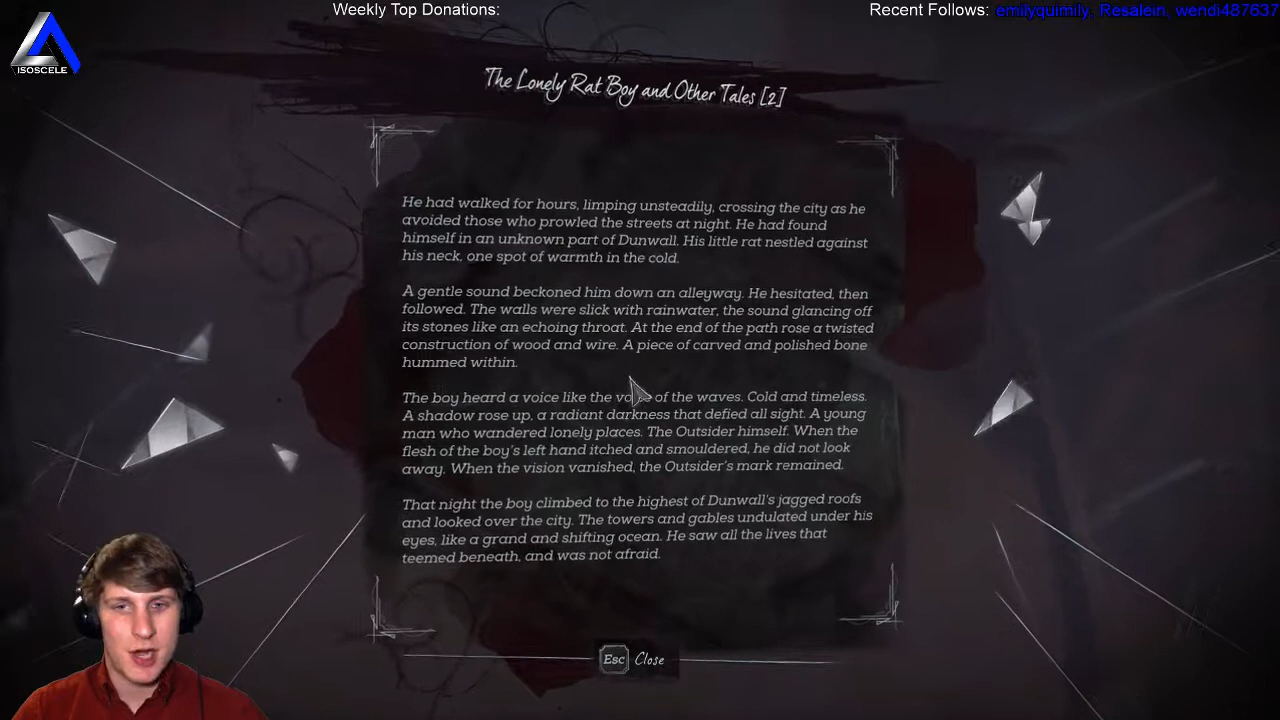 Weekly Top Donations:
Recent Follows: emilyquimily, Resalein, wendi487637
ISOSCELE
The Lonely Rat Boy and Other Tales [2]
He had walked for hours, limping unsteadily, crossing the city as he
avoided those who prowled the streets at night. He had found
himself in an unknown part of Dunwall. His little rat nestled against
his neck, one spot of warmth in the cold.
A gentle sound beckoned him down an alleyway. He hesitated, then
followed. The walls were slick with rainwater, the sound glancing off
its stones like an echoing throat. At the end of the path rose a twisted
construction of wood and wire. A piece of carved and polished bone
hummed within.
The boy heard a voice like the of the waves. Cold and timeless.
A shadow rose up, a radiant darkness that defied all sight. A young
man who wandered lonely places. The Outsider himself. When the
flesh of the boy's left hand itched and smouldered, he did not look
away. When the vision vanished, the Outsider's mark remained.
That night the boy climbed to the highest of Dunwall's jagged roofs
and looked over the city. The towers and gables undulated under his
eyes, like a grand and shifting ocean. He saw all the lives that
teemed beneath, and was not afraid.
Esc Close